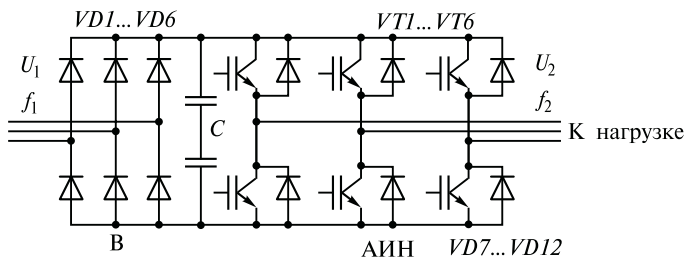 VD1...VD6
VT1...VT6
U1
U2
f1
f2
C
К нагрузке
В
АИН
VD7...VD12